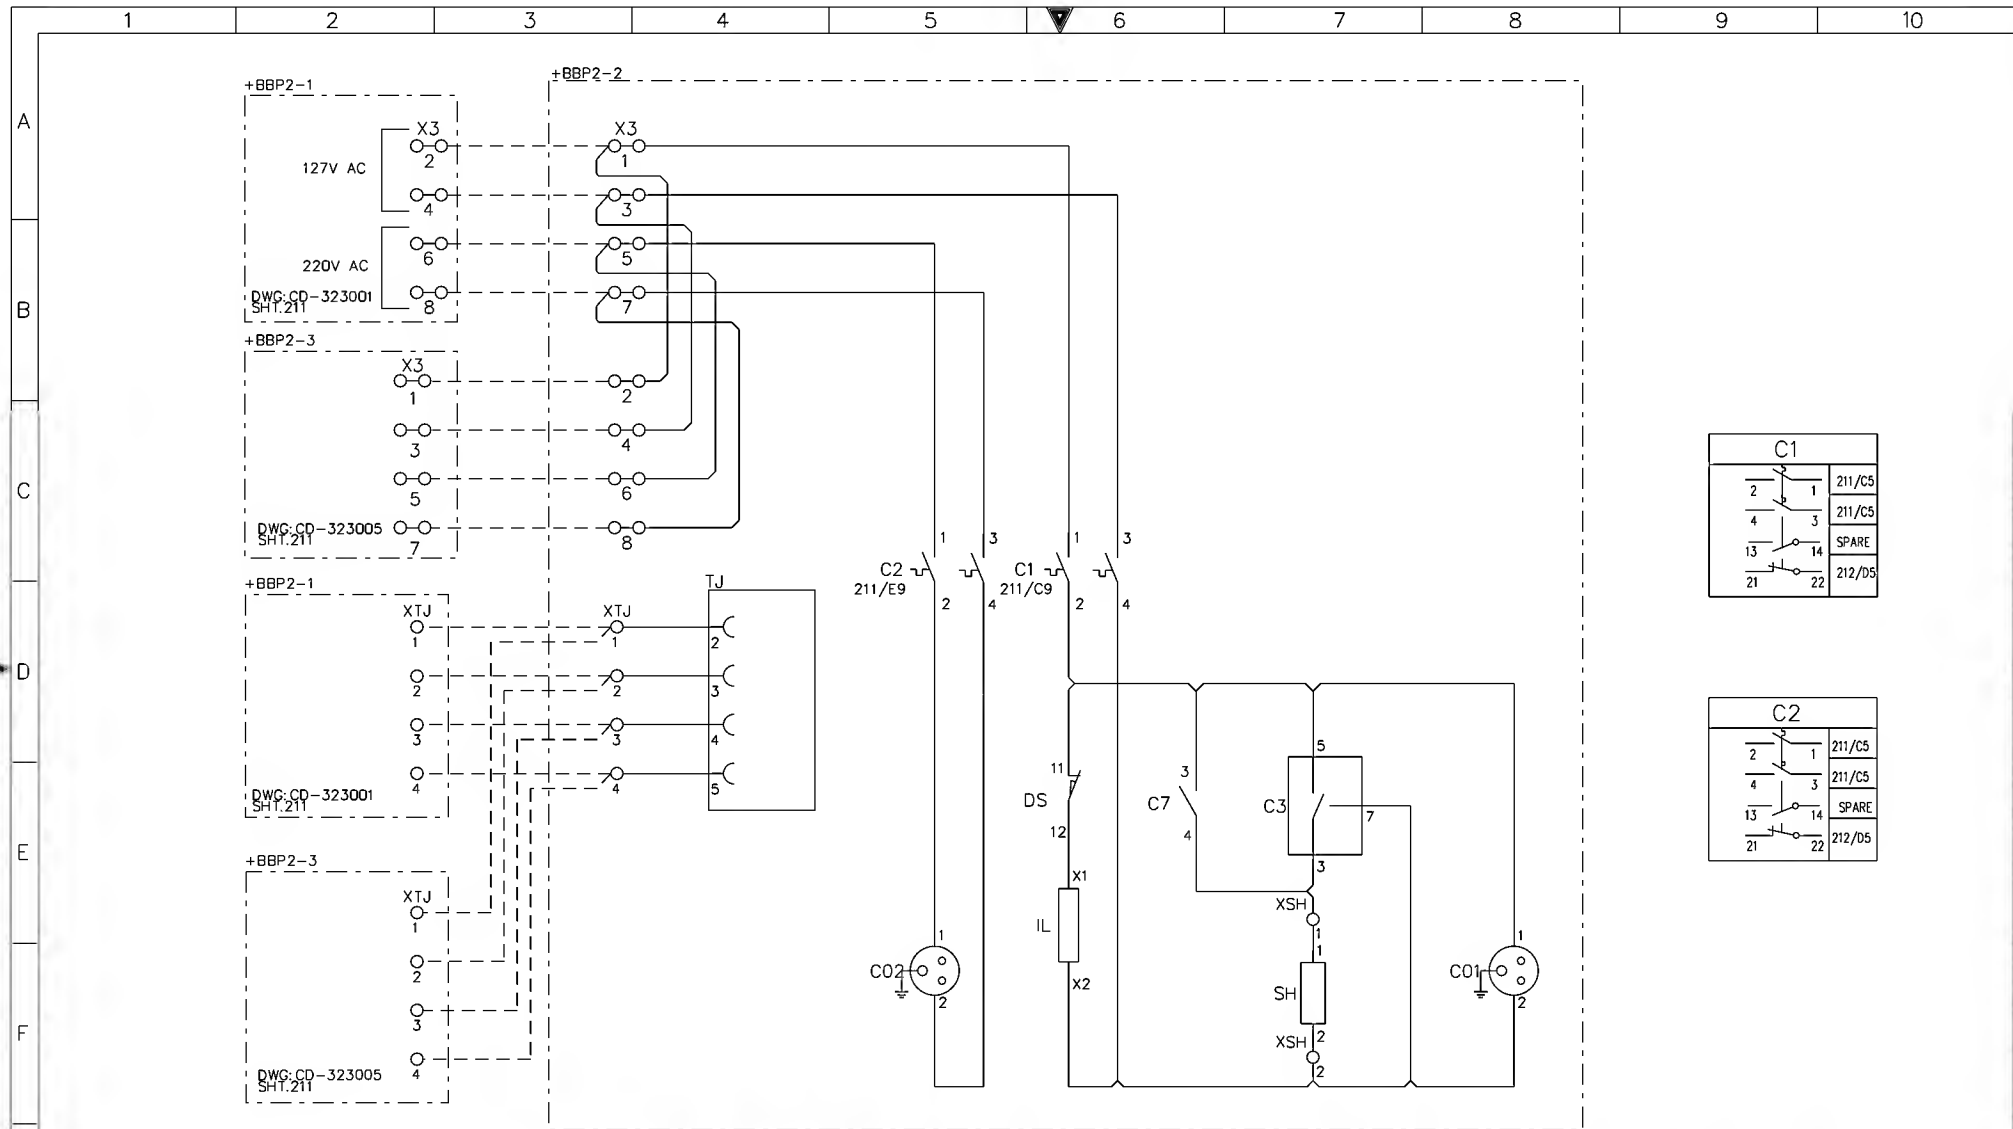 1 2 3 4 5 6 7 8 9 10
A
B
C
D
E
F
+BBP2-1
127V AC
220V AC
X3
2
4
6
8
DWG:CD-323001
SHT.211
+BBP2-2
X3
1
3
5
7
2
4
6
8
+BBP2-3
X3
1
3
5
7
DWG:CD-323005
SHT.211
+BBP2-1
XTJ
1
2
3
4
DWG:CD-323001
SHT.211
XTJ
1
2
3
4
TJ
2
3
4
5
+BBP2-3
XTJ
1
2
3
4
DWG:CD-323005
SHT.211
C2
211/E9
1 3
2 4
C1
211/C9
1 3
2 4
C02
1
2
DS
11
12
IL
X1
X2
C7
3
4
C3
5
7
3
XSH
1
1
SH
2
XSH
2
C01
1
2
C1
2 1 211/C5
4 3 211/C5
13 14 SPARE
21 22 212/D5
C2
2 1 211/C5
4 3 211/C5
13 14 SPARE
21 22 212/D5